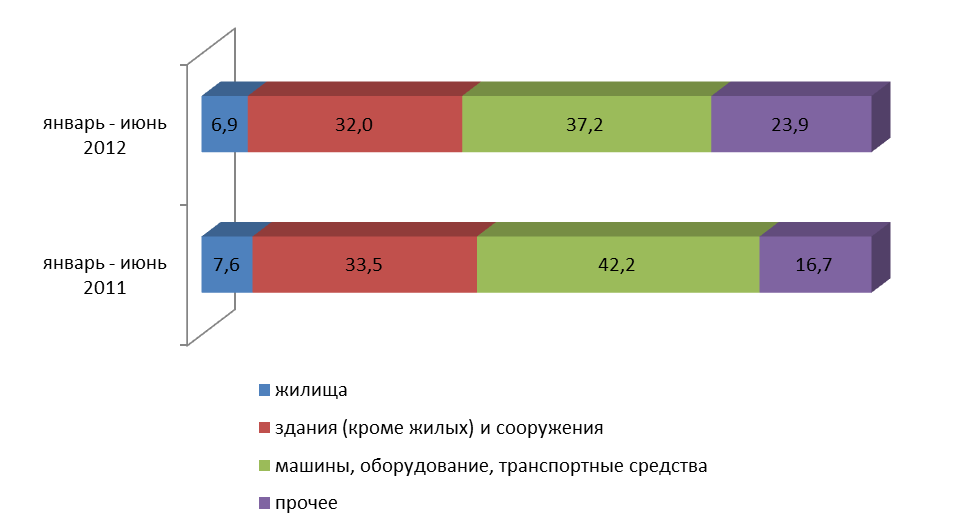 январь - июнь
2012
6,9
32,0
37,2
23,9
январь - июнь
2011
7,6
33,5
42,2
16,7
жилища
здания (кроме жилых) и сооружения
машины, оборудование, транспортные средства
прочее